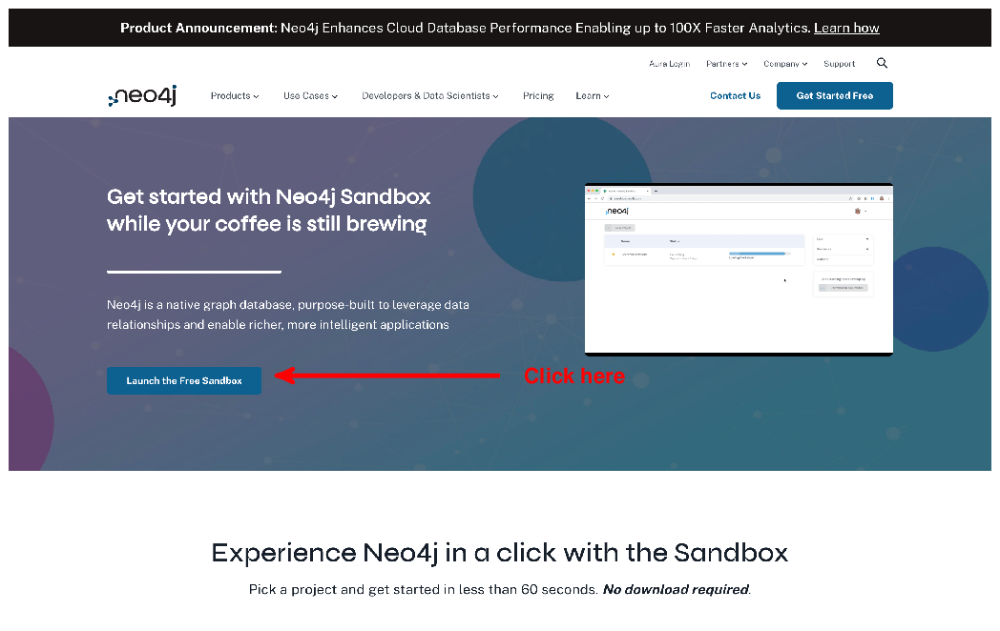 Product Announcement: Neo4j Enhances Cloud Database Performance Enabling up to 100X Faster Analytics. Learn how
Aura Login Partners Company Support
neo4j Products Use Cases Developers & Data Scientists Pricing Learn Contact Us Get Started Free
Get started with Neo4j Sandbox
while your coffee is still brewing
neo4j
Name Status
Neo4j is a native graph database, purpose-built to leverage data
relationships and enable richer, more intelligent applications
Launch the Free Sandbox
Click here
Experience Neo4j in a click with the Sandbox
Pick a project and get started in less than 60 seconds. No download required.